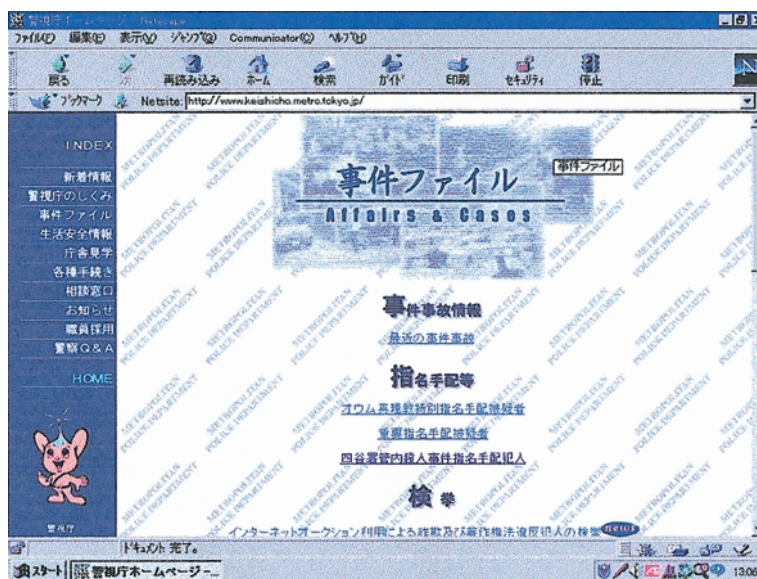 警視庁ホームページ - Netscape
ファイル(F) 編集(E) 表示(V) ジャンプ(G) Communicator(C) ヘルプ(H)
戻る 次 再読み込み ホーム 検索 ガイド 印刷 セキュリティ 停止
ブックマーク Netsite: http://www.keishicho.metro.tokyo.jp/
INDEX
新着情報
警視庁のしくみ
事件ファイル
生活安全情報
庁舎見学
各種手続き
相談窓口
お知らせ
職員採用
警察Q&A
HOME
警視庁
事件ファイル
Affairs & Cases
事件ファイル
事件事故情報
最近の事件事故
指名手配等
オウム真理教特別指名手配被疑者
重要指名手配被疑者
四谷署管内殺人事件指名手配犯人
検挙
インターネットオークション利用による詐欺及び著作権法違反犯人の検挙 news
METROPOLITAN
POLICE DEPARTMENT
ドキュメント: 完了。
スタート 警視庁ホームページ -... 13:06